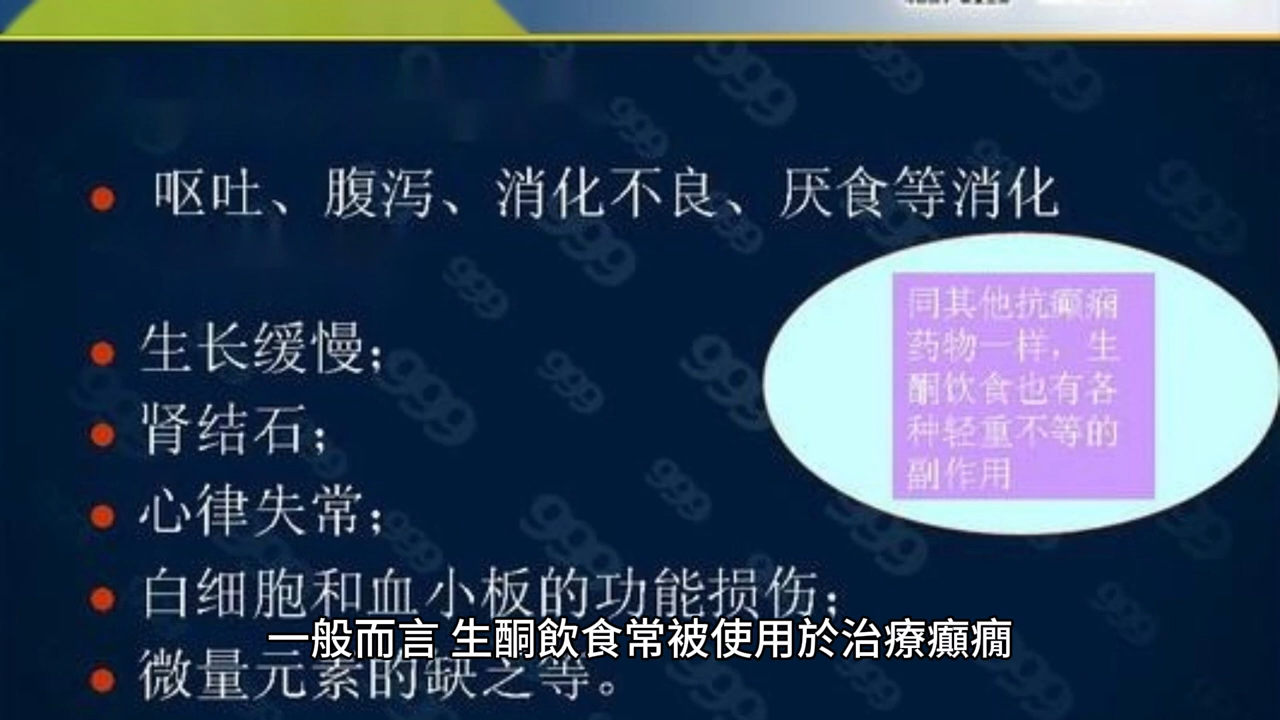 呕吐、腹泻、消化不良、厌食等消化
生长缓慢；
肾结石；
心律失常；
白细胞和血小板的功能损伤；
微量元素的缺乏等。
同其他抗癫痫
药物一样，生
酮饮食也有各
种轻重不等的
副作用
一般而言 生酮飲食常被使用於治療癲癇